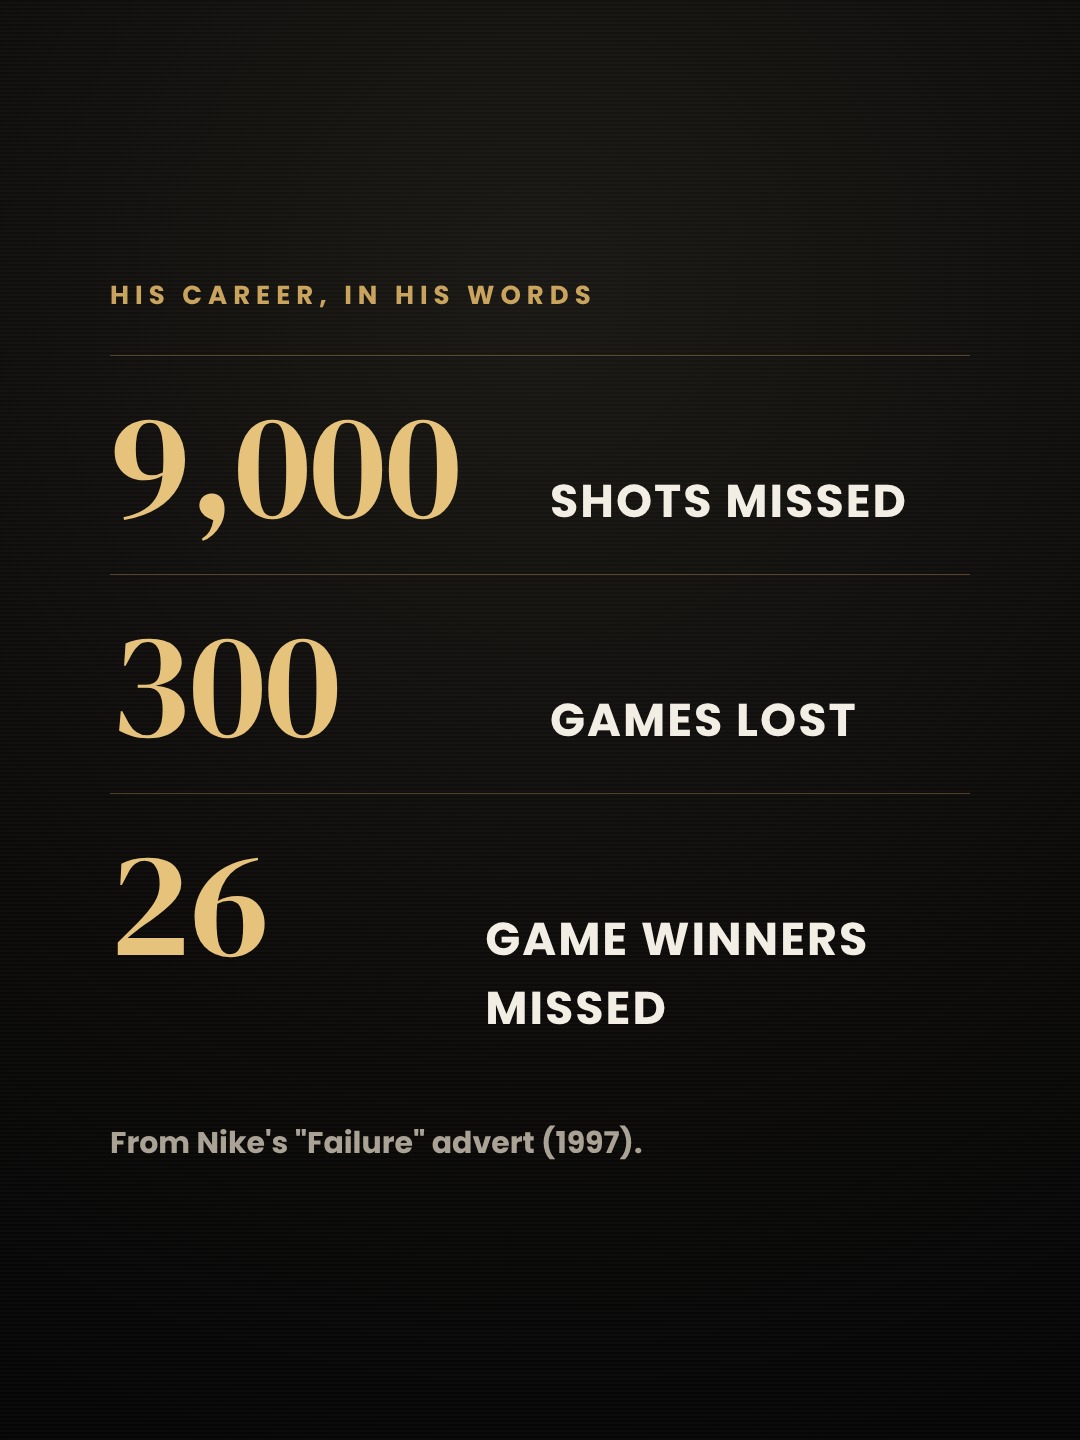 HIS CAREER, IN HIS WORDS
9,000 SHOTS MISSED
300 GAMES LOST
26 GAME WINNERS
MISSED
From Nike's "Failure" advert (1997).